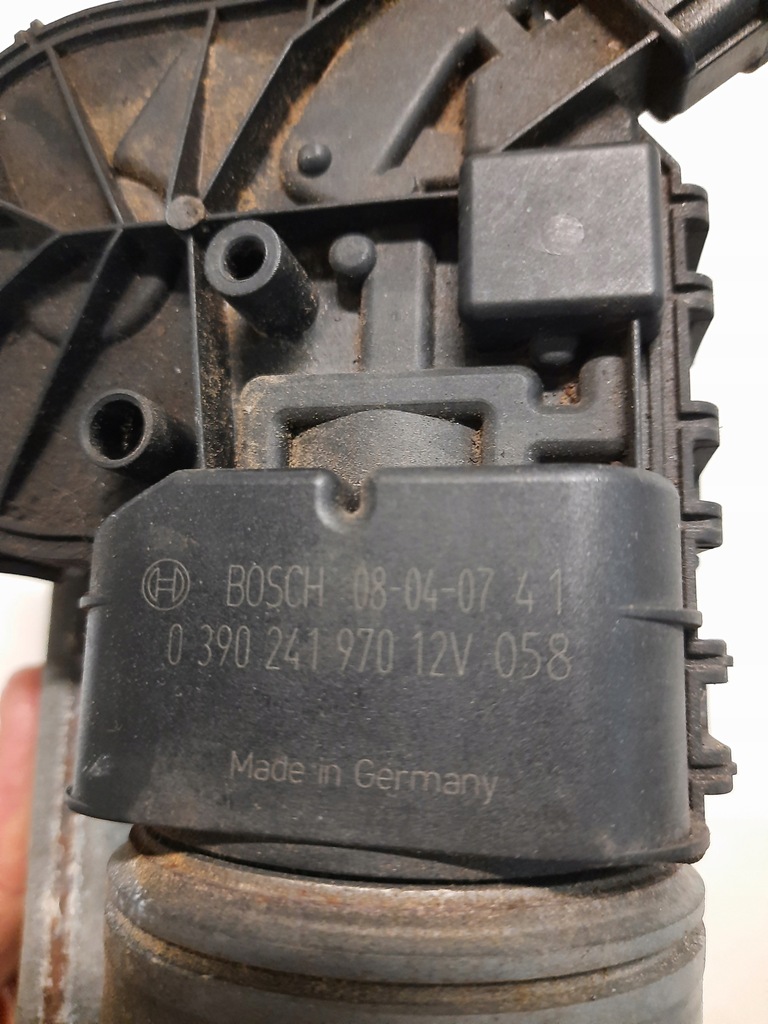 BOSCH 08-04-07 4 1
0 390 241 970 12V 058
Made in Germany